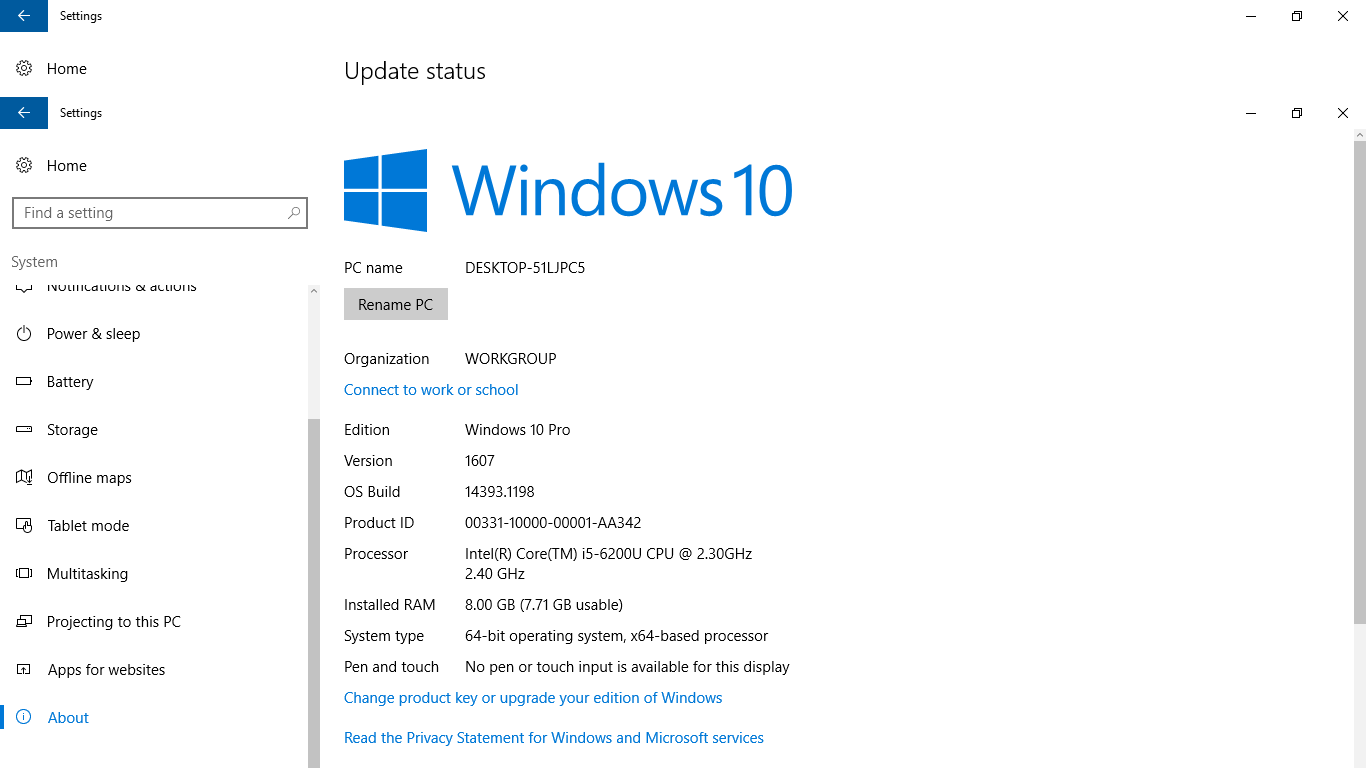 Settings
Home
Update status
Settings
Home
Windows 10
Find a setting
System
Notifications & actions
Power & sleep
Battery
Storage
Offline maps
Tablet mode
Multitasking
Projecting to this PC
Apps for websites
About
PC name DESKTOP-51LJPC5
Rename PC
Organization WORKGROUP
Connect to work or school
Edition Windows 10 Pro
Version 1607
OS Build 14393.1198
Product ID 00331-10000-00001-AA342
Processor Intel(R) Core(TM) i5-6200U CPU @ 2.30GHz
2.40 GHz
Installed RAM 8.00 GB (7.71 GB usable)
System type 64-bit operating system, x64-based processor
Pen and touch No pen or touch input is available for this display
Change product key or upgrade your edition of Windows
Read the Privacy Statement for Windows and Microsoft services